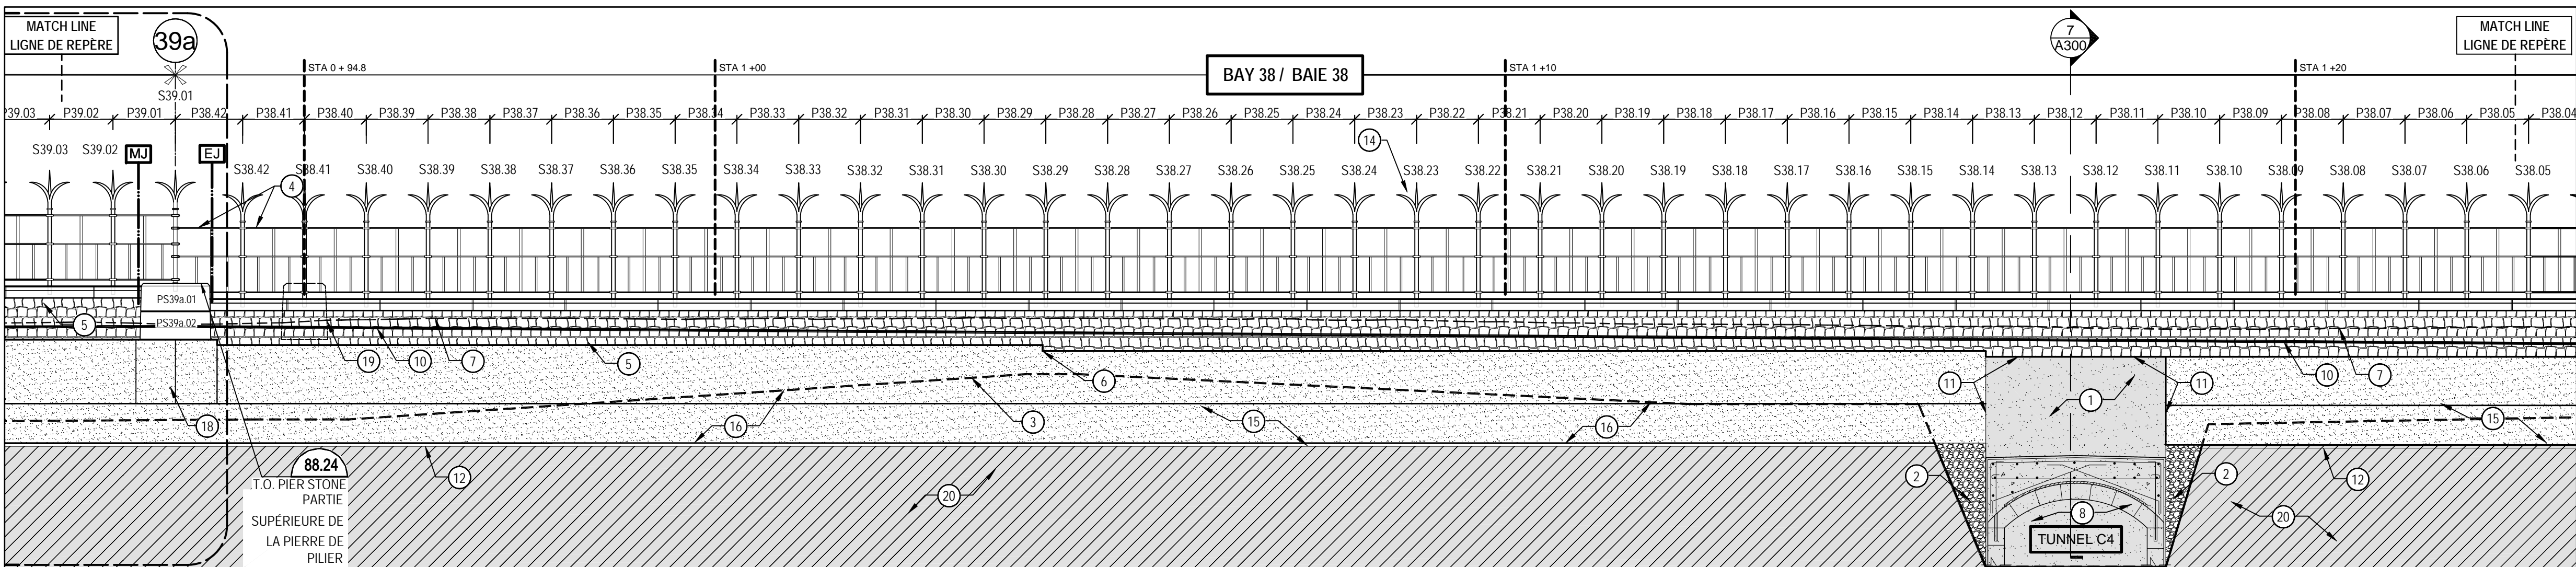 MATCH LINE
LIGNE DE REPÈRE
39a
7
A300
MATCH LINE
LIGNE DE REPÈRE
STA 0 + 94.8
STA 1 +00
BAY 38 / BAIE 38
STA 1 +10
STA 1 +20
S39.01
P39.03 P39.02 P39.01 P38.42 P38.41 P38.40 P38.39 P38.38 P38.37 P38.36 P38.35 P38.34 P38.33 P38.32 P38.31 P38.30 P38.29 P38.28 P38.27 P38.26 P38.25 P38.24 P38.23 P38.22 P38.21 P38.20 P38.19 P38.18 P38.17 P38.16 P38.15 P38.14 P38.13 P38.12 P38.11 P38.10 P38.09 P38.08 P38.07 P38.06 P38.05 P38.04
14
S39.03 S39.02 MJ EJ
S38.42 S38.41 S38.40 S38.39 S38.38 S38.37 S38.36 S38.35 S38.34 S38.33 S38.32 S38.31 S38.30 S38.29 S38.28 S38.27 S38.26 S38.25 S38.24 S38.23 S38.22 S38.21 S38.20 S38.19 S38.18 S38.17 S38.16 S38.15 S38.14 S38.13 S38.12 S38.11 S38.10 S38.09 S38.08 S38.07 S38.06 S38.05
4
PS39a.01
5 PS39a.02
19 10 7 5 6 11 11 10 7
1
18 16 3 15 16 15
88.24
T.O. PIER STONE
PARTIE
SUPÉRIEURE DE
LA PIERRE DE
PILIER
12 20 2 2 12
8 20
TUNNEL C4